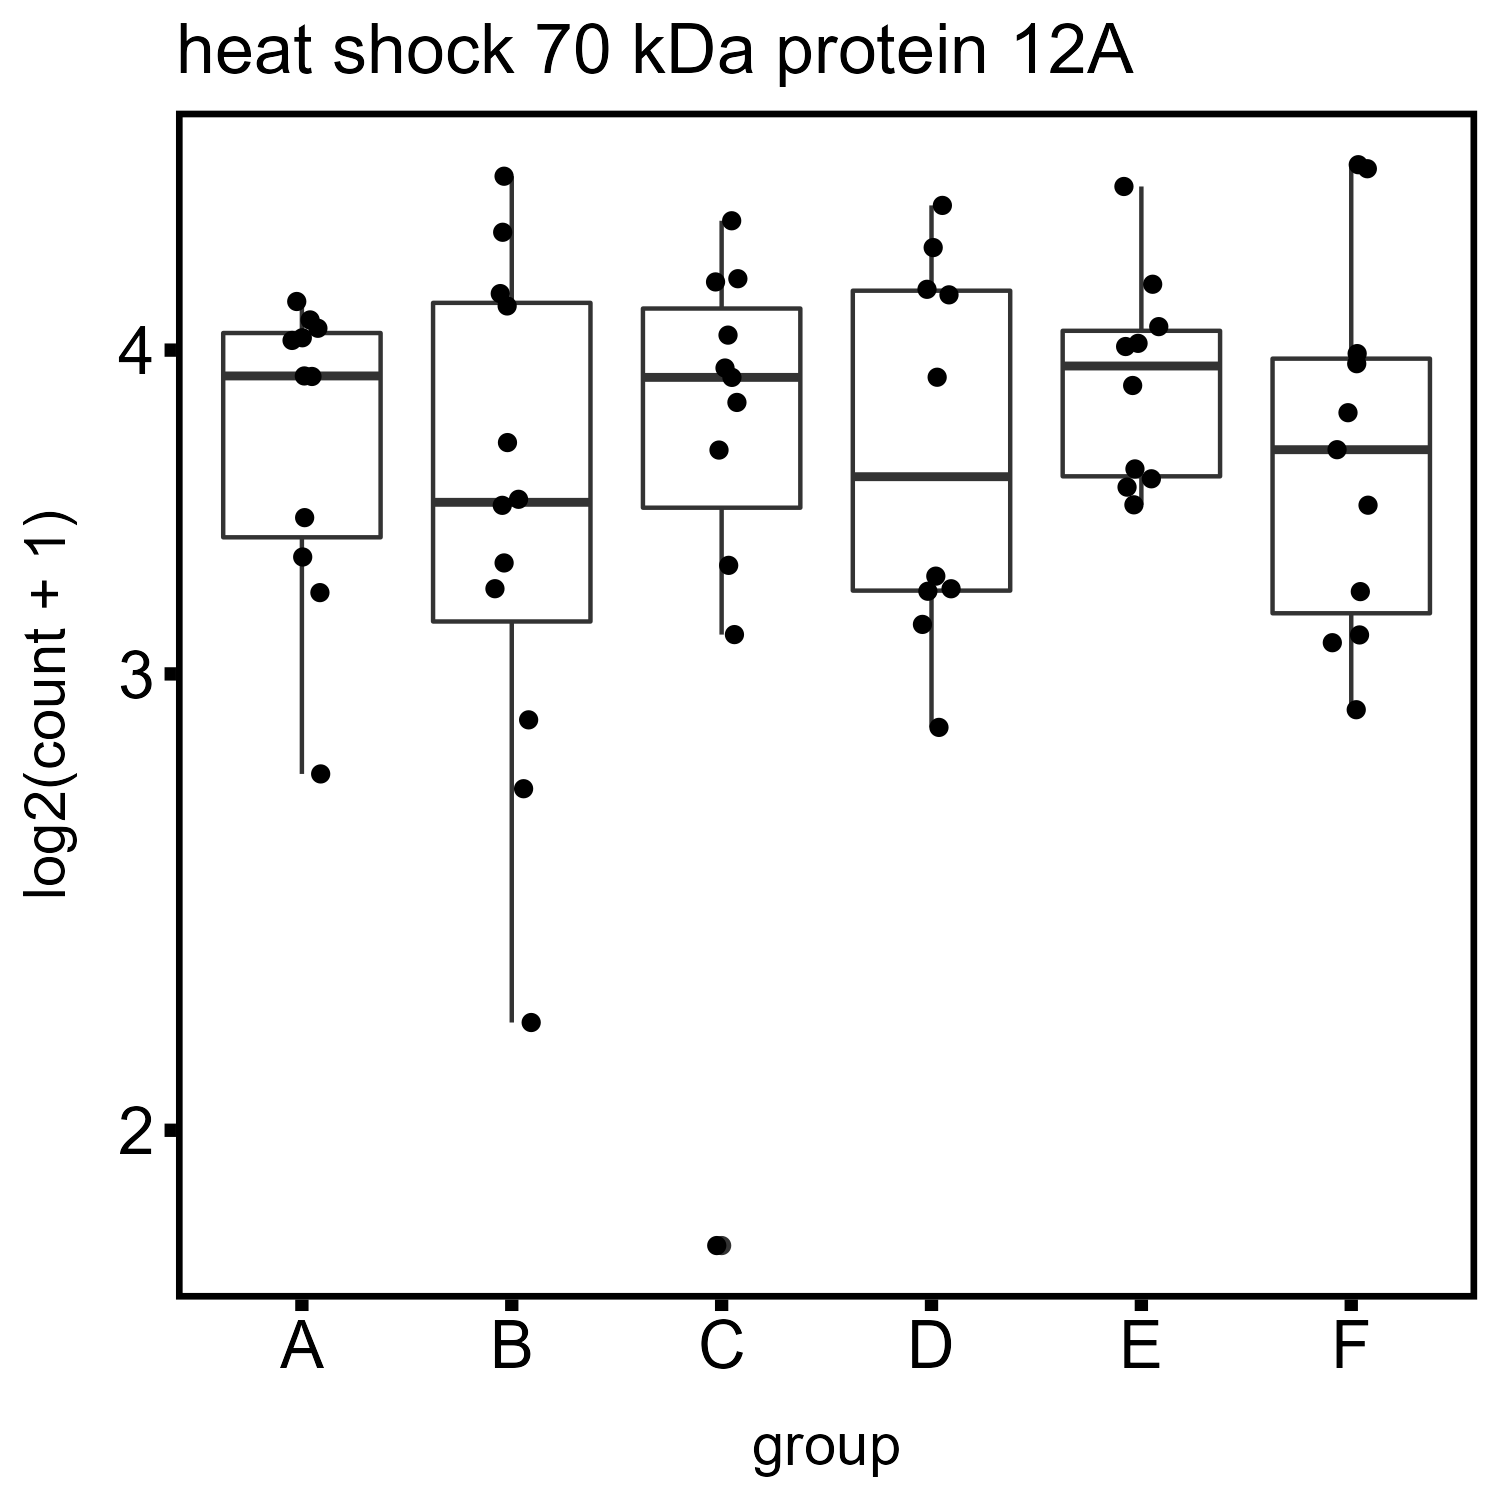 heat shock 70 kDa protein 12A
log2(count + 1)
4
3
2
A B C D E F
group